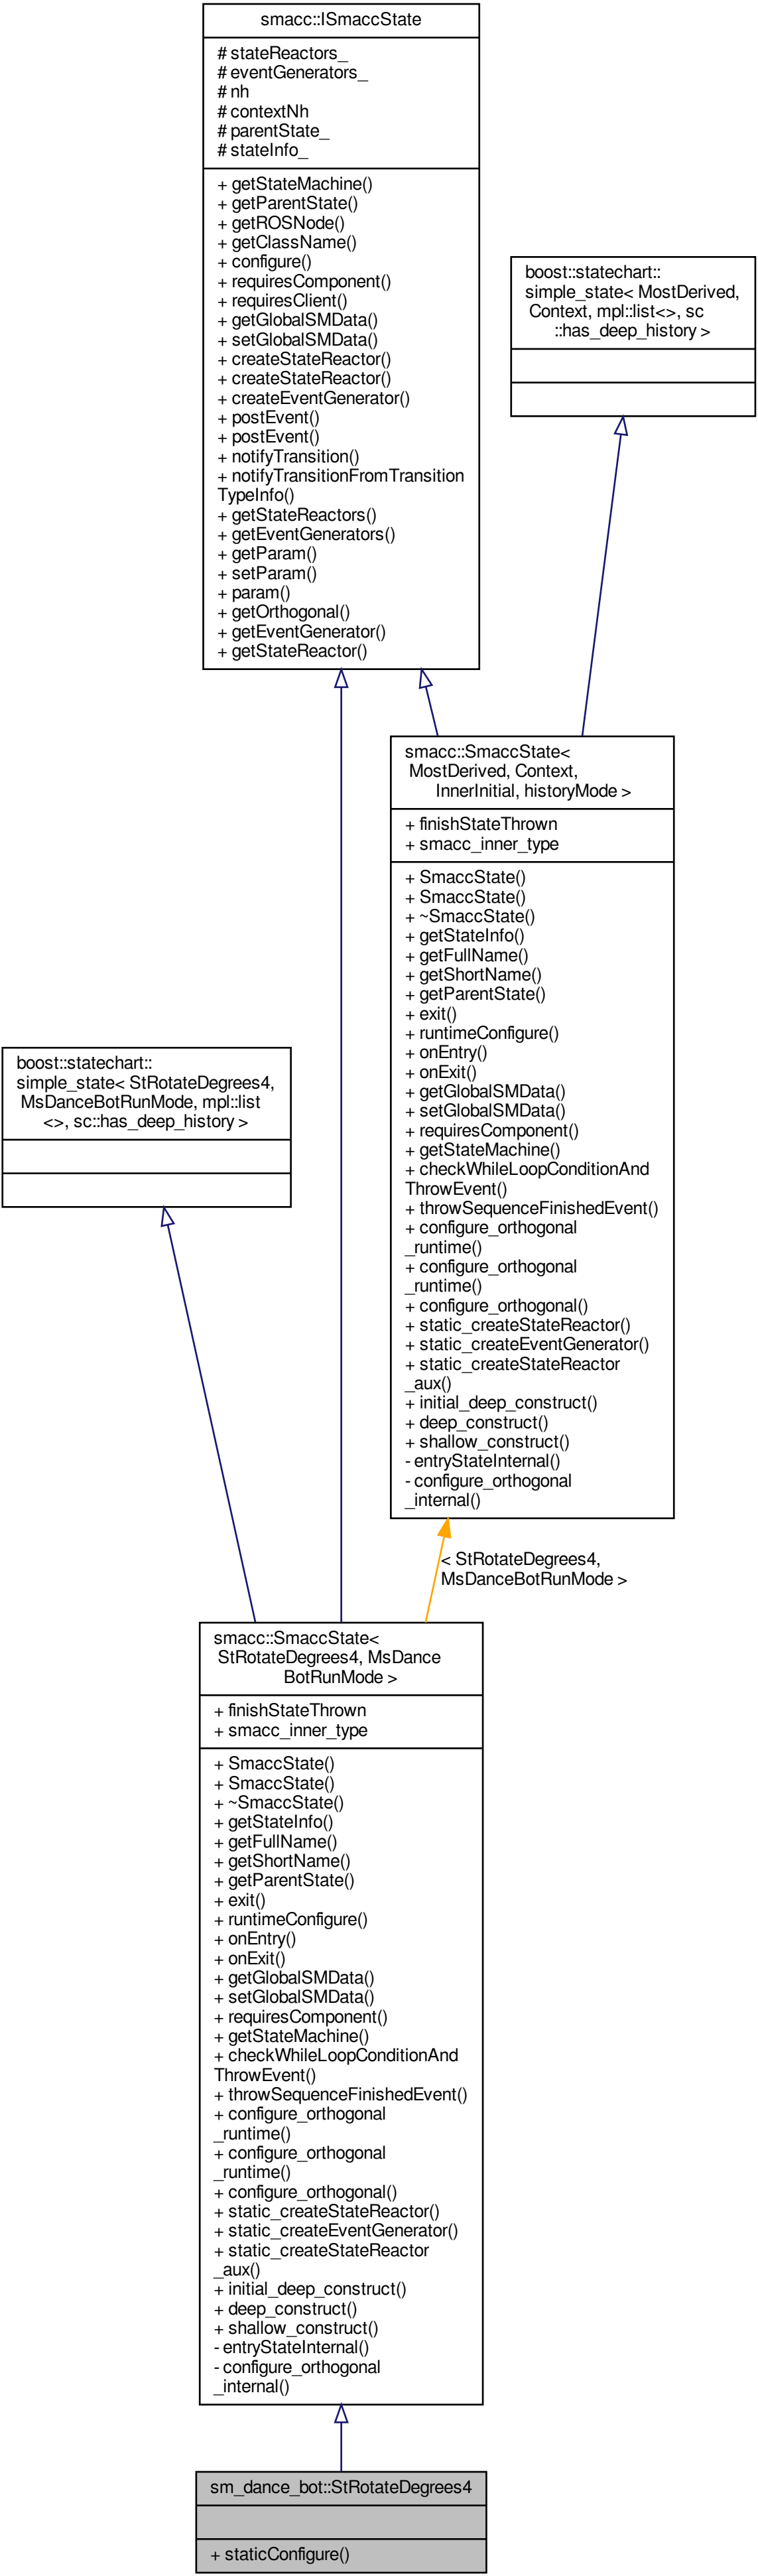 smacc::ISmaccState
# stateReactors_
# eventGenerators_
# nh
# contextNh
# parentState_
# stateInfo_
+ getStateMachine()
+ getParentState()
+ getROSNode()
+ getClassName()
+ configure()
+ requiresComponent()
+ requiresClient()
+ getGlobalSMData()
+ setGlobalSMData()
+ createStateReactor()
+ createStateReactor()
+ createEventGenerator()
+ postEvent()
+ postEvent()
+ notifyTransition()
+ notifyTransitionFromTransition
TypeInfo()
+ getStateReactors()
+ getEventGenerators()
+ getParam()
+ setParam()
+ param()
+ getOrthogonal()
+ getEventGenerator()
+ getStateReactor()
boost::statechart::
simple_state< MostDerived,
Context, mpl::list<>, sc
::has_deep_history >
smacc::SmaccState<
MostDerived, Context,
InnerInitial, historyMode >
+ finishStateThrown
+ smacc_inner_type
+ SmaccState()
+ SmaccState()
+ ~SmaccState()
+ getStateInfo()
+ getFullName()
+ getShortName()
+ getParentState()
+ exit()
+ runtimeConfigure()
+ onEntry()
+ onExit()
+ getGlobalSMData()
+ setGlobalSMData()
+ requiresComponent()
+ getStateMachine()
+ checkWhileLoopConditionAnd
ThrowEvent()
+ throwSequenceFinishedEvent()
+ configure_orthogonal
_runtime()
+ configure_orthogonal
_runtime()
+ configure_orthogonal()
+ static_createStateReactor()
+ static_createEventGenerator()
+ static_createStateReactor
_aux()
+ initial_deep_construct()
+ deep_construct()
+ shallow_construct()
- entryStateInternal()
- configure_orthogonal
_internal()
boost::statechart::
simple_state< StRotateDegrees4,
MsDanceBotRunMode, mpl::list
<>, sc::has_deep_history >
< StRotateDegrees4,
MsDanceBotRunMode >
smacc::SmaccState<
StRotateDegrees4, MsDance
BotRunMode >
+ finishStateThrown
+ smacc_inner_type
+ SmaccState()
+ SmaccState()
+ ~SmaccState()
+ getStateInfo()
+ getFullName()
+ getShortName()
+ getParentState()
+ exit()
+ runtimeConfigure()
+ onEntry()
+ onExit()
+ getGlobalSMData()
+ setGlobalSMData()
+ requiresComponent()
+ getStateMachine()
+ checkWhileLoopConditionAnd
ThrowEvent()
+ throwSequenceFinishedEvent()
+ configure_orthogonal
_runtime()
+ configure_orthogonal
_runtime()
+ configure_orthogonal()
+ static_createStateReactor()
+ static_createEventGenerator()
+ static_createStateReactor
_aux()
+ initial_deep_construct()
+ deep_construct()
+ shallow_construct()
- entryStateInternal()
- configure_orthogonal
_internal()
sm_dance_bot::StRotateDegrees4
+ staticConfigure()